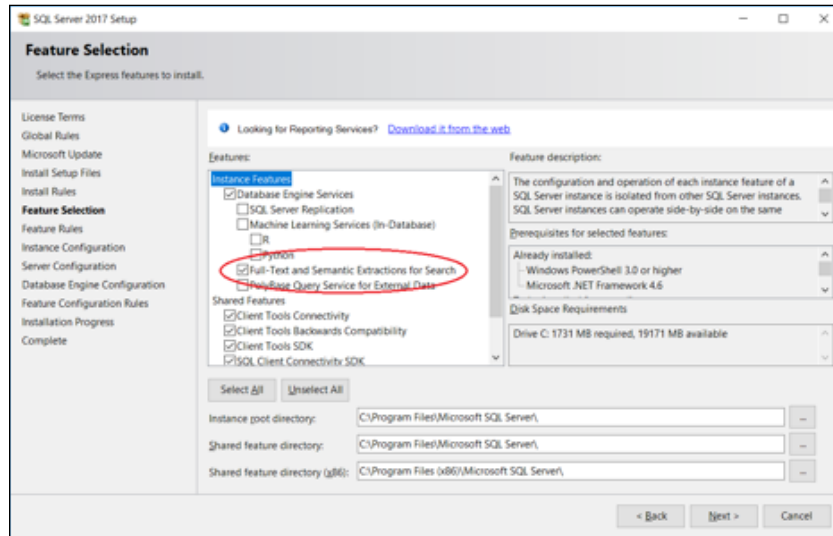 SQL Server 2017 Setup
Feature Selection
Select the Express features to install.
License Terms
Global Rules
Microsoft Update
Install Setup Files
Install Rules
Feature Selection
Feature Rules
Instance Configuration
Server Configuration
Database Engine Configuration
Feature Configuration Rules
Installation Progress
Complete
Looking for Reporting Services? Download it from the web
Features:
Instance Features
Database Engine Services
SQL Server Replication
Machine Learning Services (In-Database)
R
Python
Full-Text and Semantic Extractions for Search
PolyBase Query Service for External Data
Shared Features
Client Tools Connectivity
Client Tools Backwards Compatibility
Client Tools SDK
SQL Client Connectivity SDK
Feature description:
The configuration and operation of each instance feature of a
SQL Server instance is isolated from other SQL Server instances.
SQL Server instances can operate side-by-side on the same
Prerequisites for selected features:
Already installed:
Windows PowerShell 3.0 or higher
Microsoft .NET Framework 4.6
Disk Space Requirements
Drive C: 1731 MB required, 19171 MB available
Select All
Unselect All
Instance root directory: C:\Program Files\Microsoft SQL Server\
...
Shared feature directory: C:\Program Files\Microsoft SQL Server\
...
Shared feature directory (x86): C:\Program Files (x86)\Microsoft SQL Server\
...
< Back
Next >
Cancel